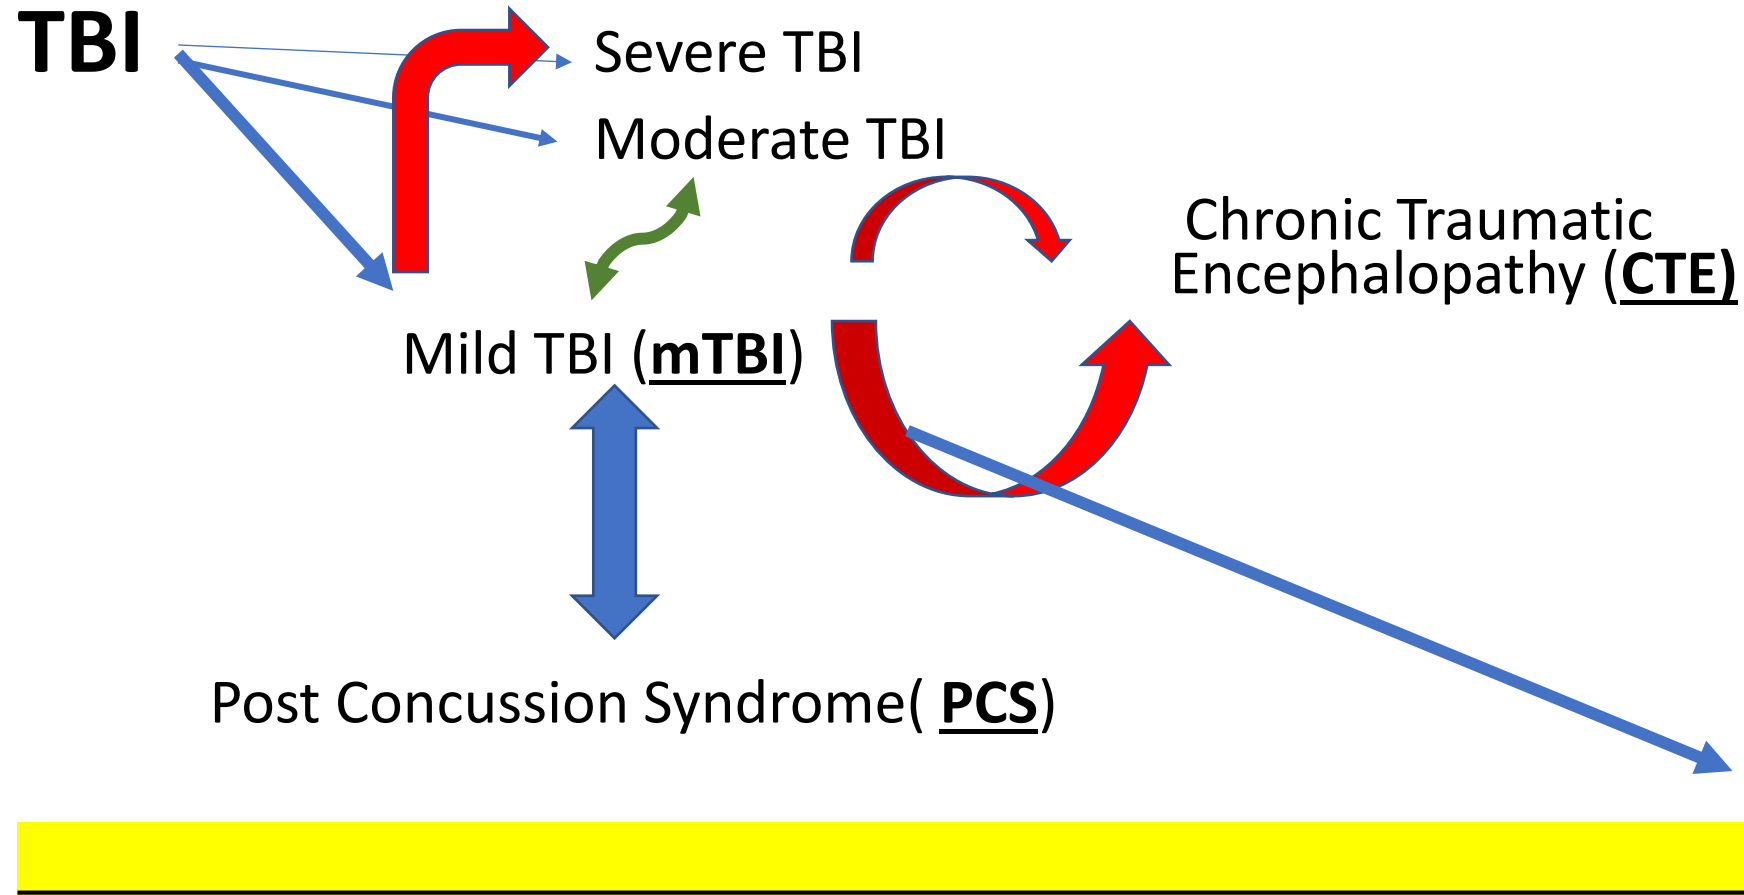 TBI
Severe TBI
Moderate TBI
Chronic Traumatic
Encephalopathy (CTE)
Mild TBI (mTBI)
Post Concussion Syndrome( PCS)